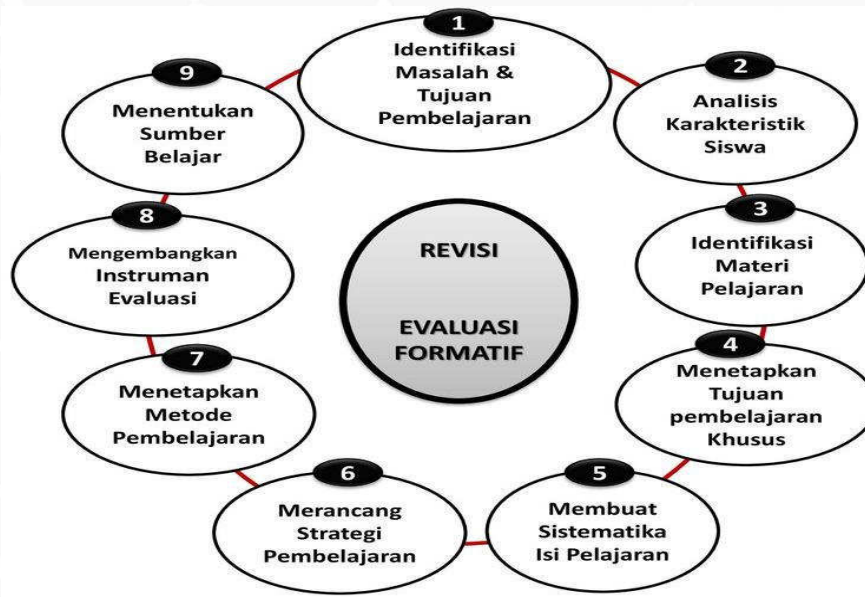 1
Identifikasi
Masalah &
Tujuan
Pembelajaran
2
Analisis
Karakteristik
Siswa
3
Identifikasi
Materi
Pelajaran
4
Menetapkan
Tujuan
pembelajaran
Khusus
5
Membuat
Sistematika
Isi Pelajaran
6
Merancang
Strategi
Pembelajaran
7
Menetapkan
Metode
Pembelajaran
8
Mengembangkan
Instruman
Evaluasi
9
Menentukan
Sumber
Belajar
REVISI
EVALUASI
FORMATIF